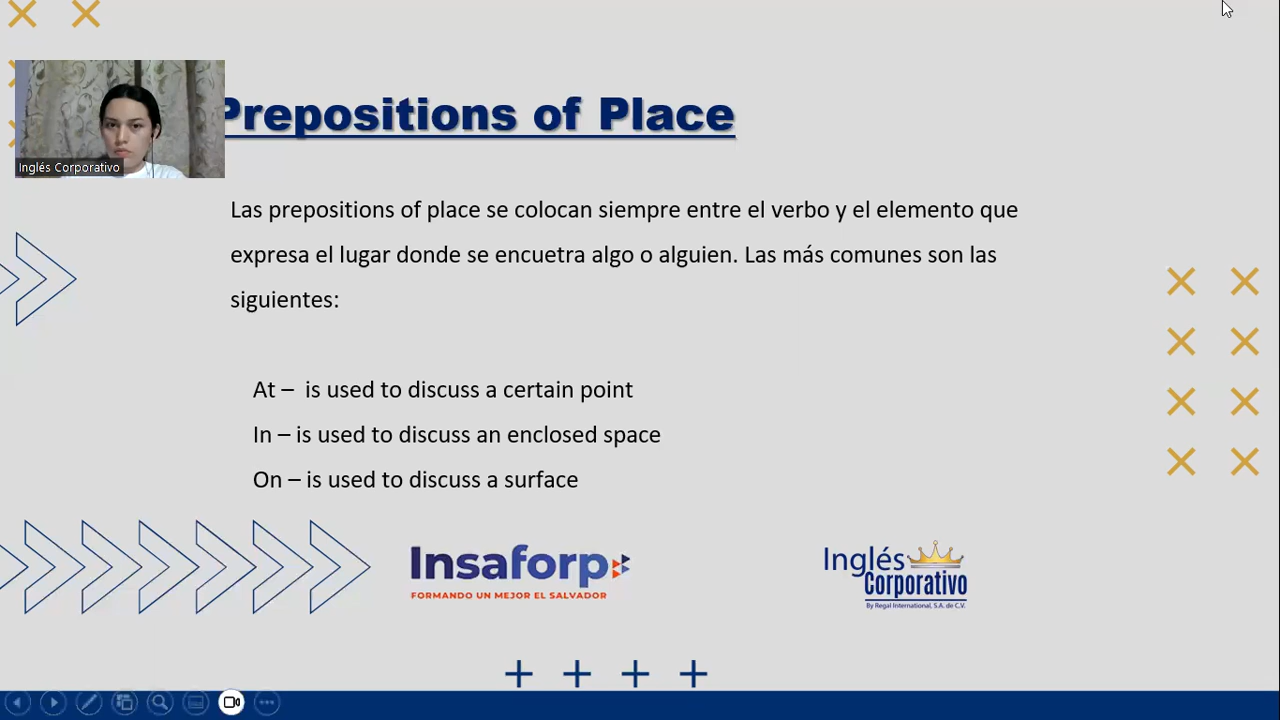 Prepositions of Place
Inglés Corporativo
Las prepositions of place se colocan siempre entre el verbo y el elemento que
expresa el lugar donde se encuetra algo o alguien. Las más comunes son las
siguientes:
At – is used to discuss a certain point
In – is used to discuss an enclosed space
On – is used to discuss a surface
Insaforp
FORMANDO UN MEJOR EL SALVADOR
Inglés
Corporativo
By Regal International, S.A. de C.V.